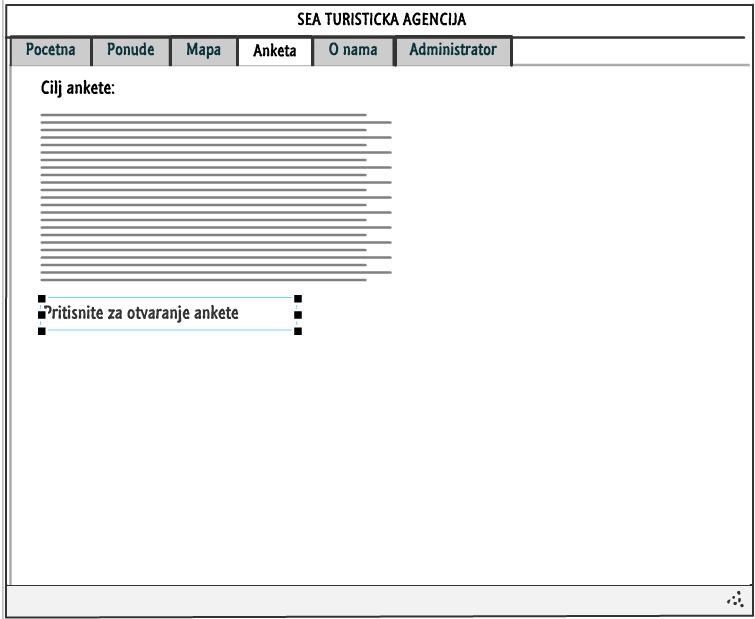 SEA TURISTICKA AGENCIJA
Pocetna Ponude Mapa Anketa O nama Administrator
Cilj ankete:
Pritisnite za otvaranje ankete